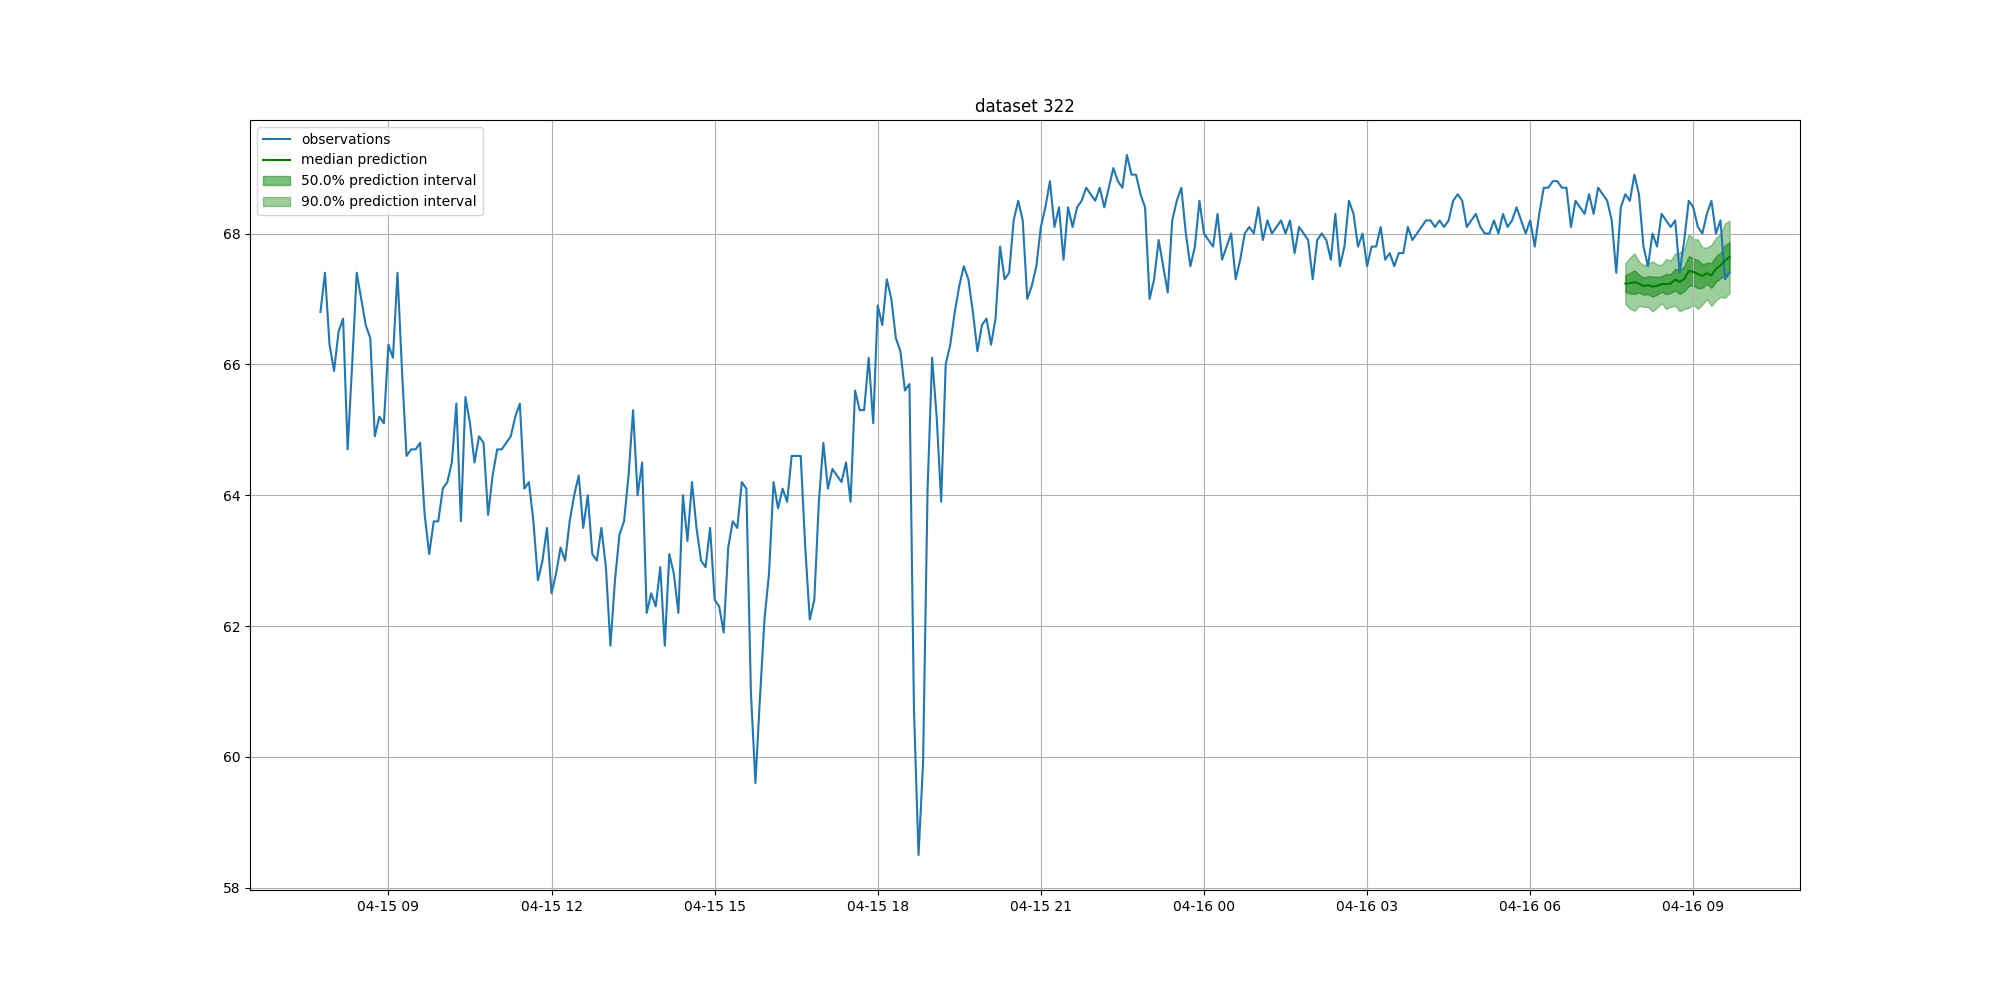 dataset 322
observations
median prediction
50.0% prediction interval
90.0% prediction interval
68
66
64
62
60
58
04-15 09 04-15 12 04-15 15 04-15 18 04-15 21 04-16 00 04-16 03 04-16 06 04-16 09